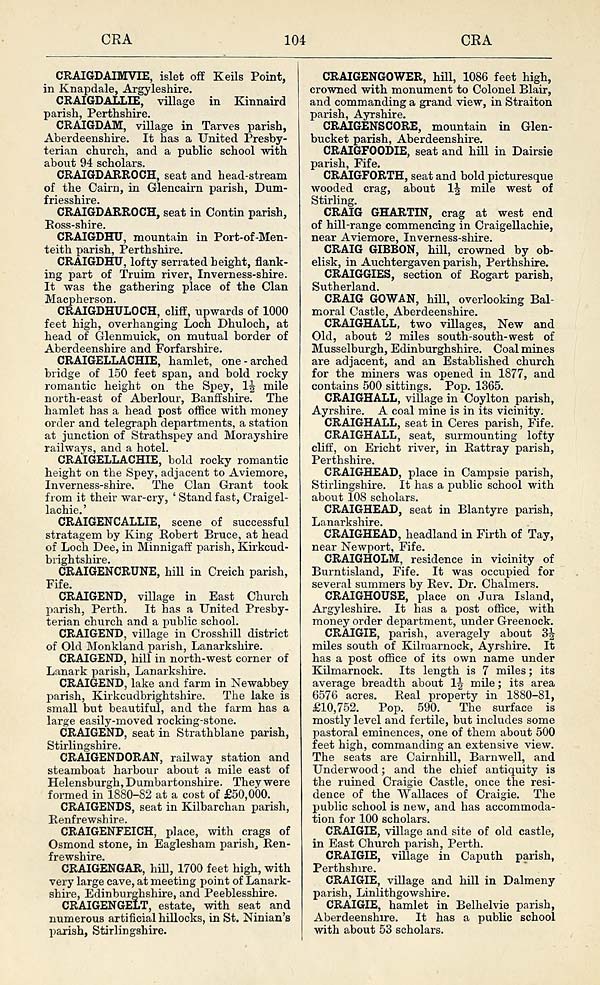 CRA 104 CRA
CRAIGDAIMVIE, islet off Keils Point,
in Knapdale, Argyleshire.
CRAIGDALLIE, village in Kinnaird
parish, Perthshire.
CRAIGDAM, village in Tarves parish,
Aberdeenshire. It has a United Presby-
terian church, and a public school with
about 94 scholars.
CRAIGDARROCH, seat and head-stream
of the Cairn, in Glencairn parish, Dum-
friesshire.
CRAIGDARROCH, seat in Contin parish,
Ross-shire.
CRAIGDHU, mountain in Port-of-Men-
teith parish, Perthshire.
CRAIGDHU, lofty serrated height, flank-
ing part of Truim river, Inverness-shire.
It was the gathering place of the Clan
Macpherson.
CRAIGDHULOCH, cliff, upwards of 1000
feet high, overhanging Loch Dhuloch, at
head of Glenmuick, on mutual border of
Aberdeenshire and Forfarshire.
CRAIGELLACHIE, hamlet, one-arched
bridge of 150 feet span, and bold rocky
romantic height on the Spey, 1½ mile
north-east of Aberlour, Banffshire. The
hamlet has a head post office with money
order and telegraph departments, a station
at junction of Strathspey and Morayshire
railways, and a hotel.
CRAIGELLACHIE, bold rocky romantic
height on the Spey, adjacent to Aviemore,
Inverness-shire. The Clan Grant took
from it their war-cry, ‘Stand fast, Craigel-
lachie.’
CRAIGENCALLIE, scene of successful
stratagem by King Robert Bruce, at head
of Loch Dee, in Minnigaff parish, Kirkcud-
brightshire.
CRAIGENCRUNE, hill in Creich parish,
Fife.
CRAIGEND, village in East Church
parish, Perth. It has a United Presby-
terian church and a public school.
CRAIGEND, village in Crosshill district
of Old Monkland parish, Lanarkshire.
CRAIGEND, hill in north-west corner of
Lanark parish, Lanarkshire.
CRAIGEND, lake and farm in Newabbey
parish, Kirkcudbrightshire. The lake is
small but beautiful, and the farm has a
large easily-moved rocking-stone.
CRAIGEND, seat in Strathblane parish,
Stirlingshire.
CRAIGENDORAN, railway station and
steamboat harbour about a mile east of
Helensburgh, Dumbartonshire. They were
formed in 1880-82 at a cost of £50,000.
CRAIGENDS, seat in Kilbarchan parish,
Renfrewshire.
CRAIGENFEICH, place, with crags of
Osmond stone, in Eaglesham parish, Ren-
frewshire.
CRAIGENGAR, hill, 1700 feet high, with
very large cave, at meeting point of Lanark-
shire, Edinburghshire, and Peeblesshire.
CRAIGENGELT, estate, with seat and
numerous artificial hillocks, in St. Ninian's
parish, Stirlingshire.
CRAIGENGOWER, hill, 1086 feet high,
crowned with monument to Colonel Blair,
and commanding a grand view, in Straiton
parish, Ayrshire.
CRAIGENSCORE, mountain in Glen-
bucket parish, Aberdeenshire.
CRAIGFOODIE, seat and hill in Dairsie
parish, Fife.
CRAIGFORTH, seat and bold picturesque
wooded crag, about 1½ mile west of
Stirling.
CRAIG GHARTIN, crag at west end
of hill-range commencing in Craigellachie,
near Aviemore, Inverness-shire.
CRAIG GIBBON, hill, crowned by ob-
elisk, in Auchtergaven parish, Perthshire.
CRAIGGIES, section of Rogart parish,
Sutherland.
CRAIG GOWAN, hill, overlooking Bal-
moral Castle, Aberdeenshire.
CRAIGHALL, two villages, New and
Old, about 2 miles south-south-west of
Musselburgh, Edinburghshire. Coal mines
are adjacent, and an Established church
for the miners was opened in 1877, and
contains 500 sittings. Pop. 1365.
CRAIGHALL, village in Coylton parish,
Ayrshire. A coal mine is in its vicinity.
CRAIGHALL, seat in Ceres parish, Fife.
CRAIGHALL, seat, surmounting lofty
cliff, on Ericht river, in Rattray parish,
Perthshire.
CRAIGHEAD, place in Campsie parish,
Stirlingshire. It has a public school with
about 108 scholars.
CRAIGHEAD, seat in Blantyre parish,
Lanarkshire.
CRAIGHEAD, headland in Firth of Tay,
near Newport, Fife.
CRAIGHOLM, residence in vicinity of
Burntisland, Fife. It was occupied for
several summers by Rev. Dr. Chalmers.
CRAIGHOUSE, place on Jura Island,
Argyleshire. It has a post office, with
money order department, under Greenock.
CRAIGIE, parish, averagely about 3½
miles south of Kilmarnock, Ayrshire. It
has a post office of its own name under
Kilmarnock. Its length is 7 miles; its
average breadth about 1½ mile; its area
6576 acres. Real property in 1880-81,
£10,752. Pop. 590. The surface is
mostly level and fertile, but includes some
pastoral eminences, one of them about 500
feet high, commanding an extensive view.
The seats are Cairnhill, Barnwell, and
Underwood; and the chief antiquity is
the ruined Craigie Castle, once the resi-
dence of the Wallaces of Craigie. The
public school is new, and has accommoda-
tion for 100 scholars.
CRAIGIE, village and site of old castle,
in East Church parish, Perth.
CRAIGIE, village in Caputh parish,
Perthshire.
CRAIGIE, village and hill in Dalmeny
parish, Linlithgowshire.
CRAIGIE, hamlet in Belhelvie parish,
Aberdeenshire. It has a public school
with about 53 scholars.